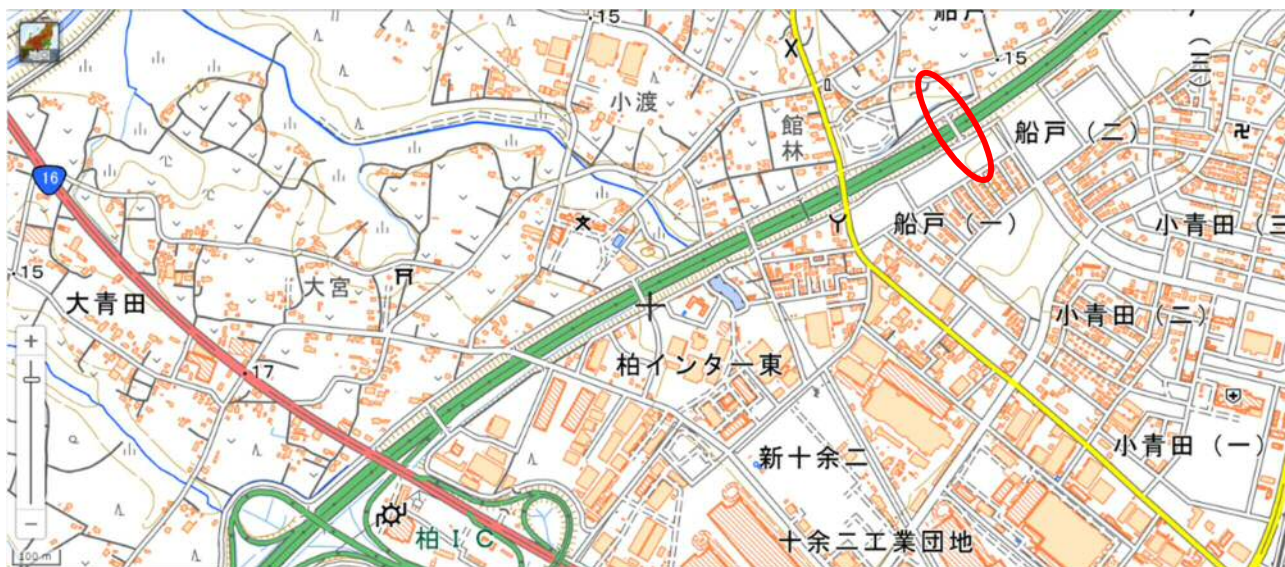 15
船戸
小渡
15
(三)
館林
船戸(二)
16
船戸(一)
小青田(三
15
大宮
大青田
小青田(二)
柏インター東
17
小青田(一)
新十余二
柏IC
十余二工業団地
100 m